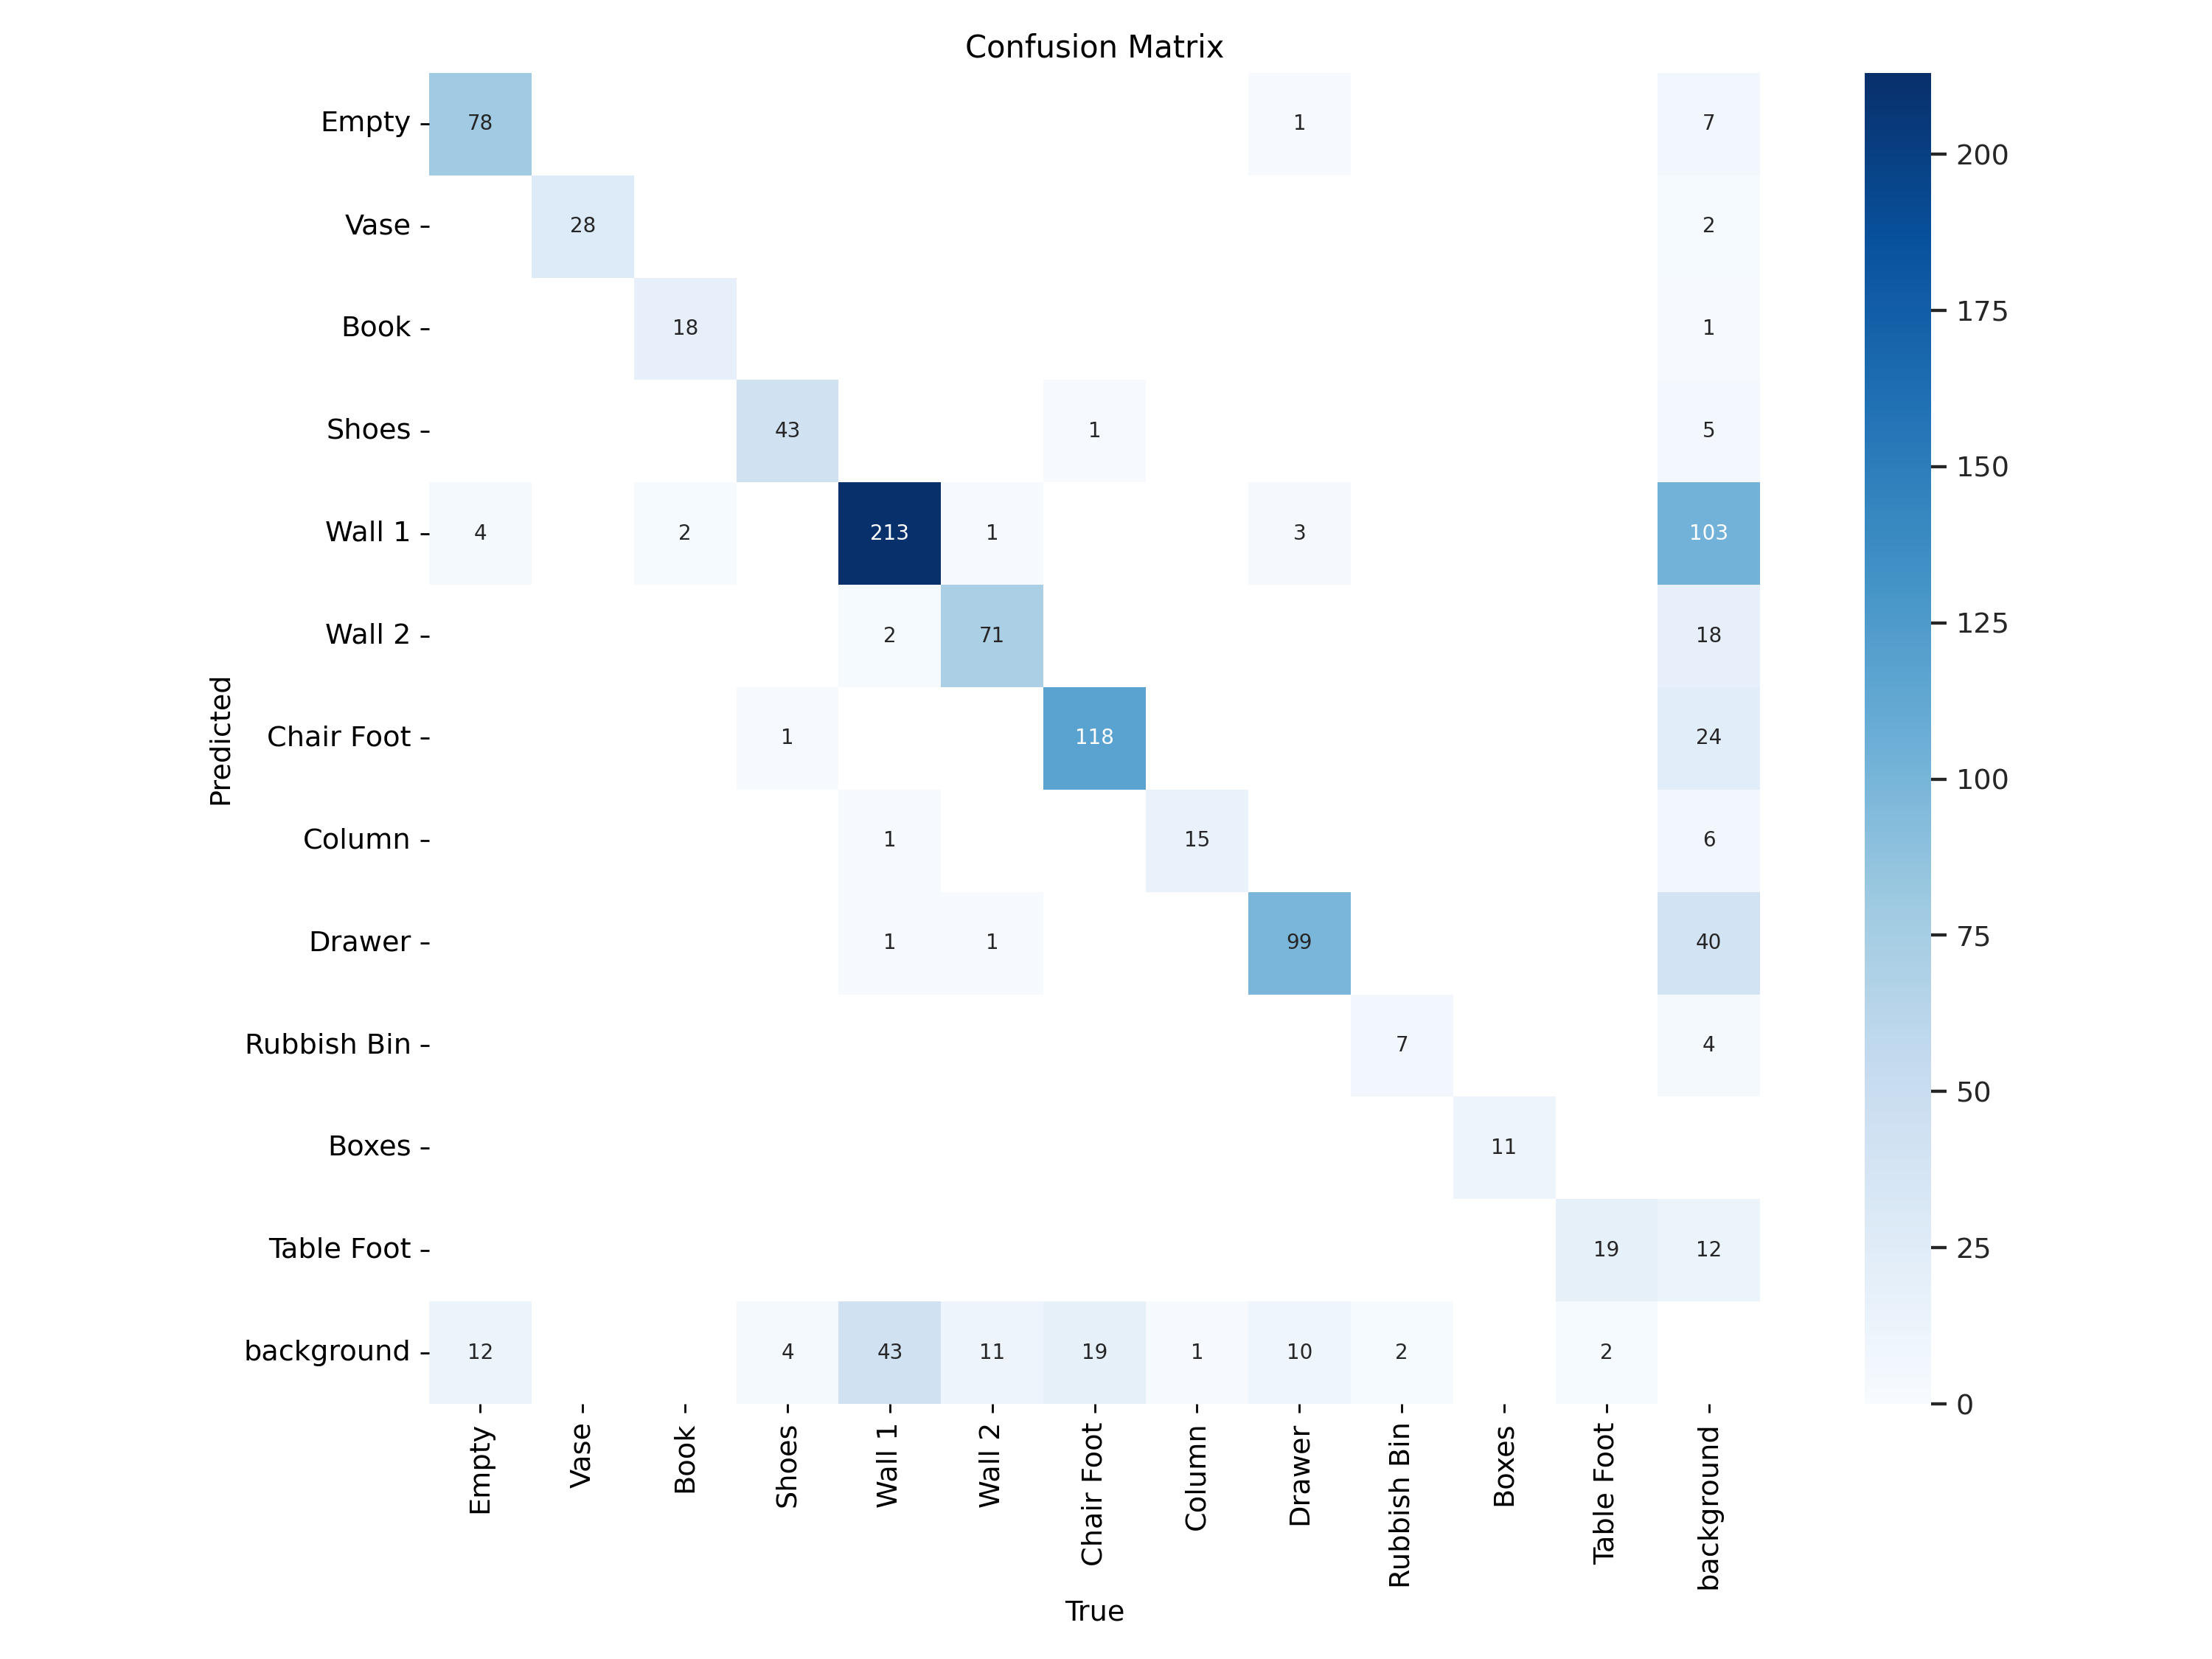 Confusion Matrix
Empty
78
1
7
200
Vase
28
2
175
Book
18
1
Shoes
43
1
5
150
Wall 1
4
2
213
1
3
103
125
Wall 2
2
71
18
Predicted
Chair Foot
1
118
24
100
Column
1
15
6
75
Drawer
1
1
99
40
Rubbish Bin
7
4
50
Boxes
11
Table Foot
19
12
25
background
12
4
43
11
19
1
10
2
2
0
Empty
Vase
Book
Shoes
Wall 1
Wall 2
Chair Foot
Column
Drawer
Rubbish Bin
Boxes
Table Foot
background
True